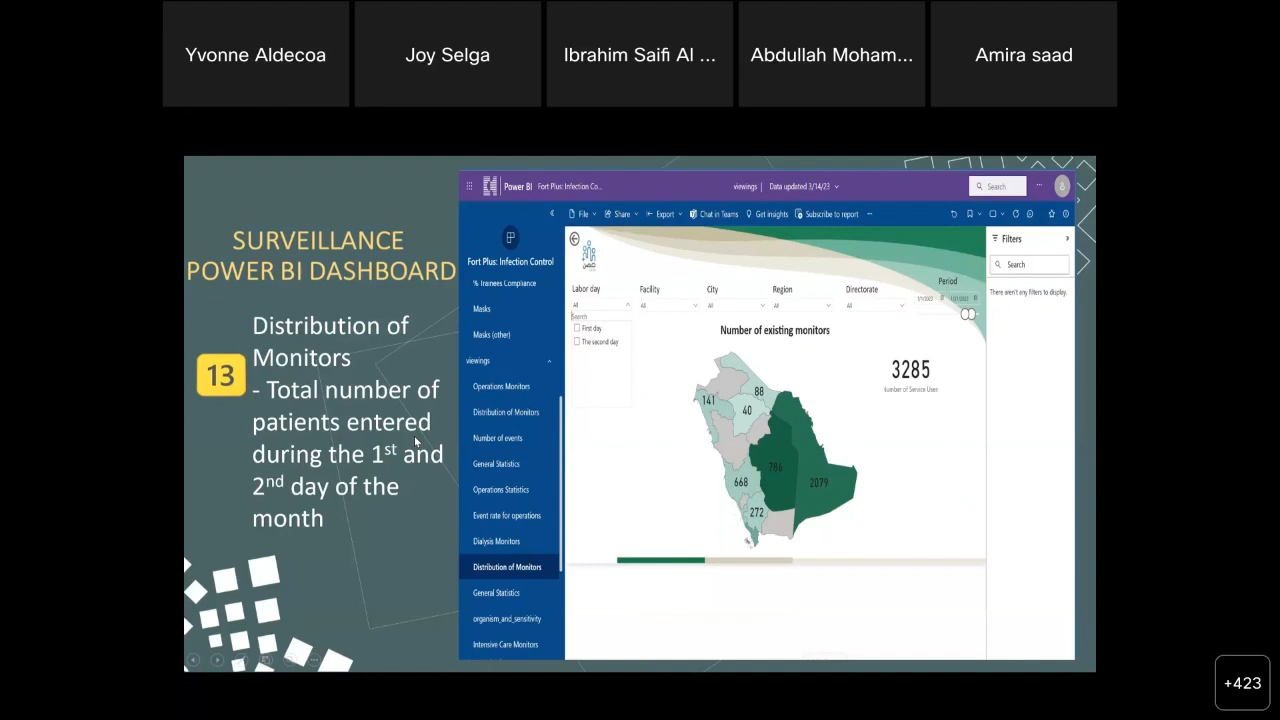 Yvonne Aldecoa
Joy Selga
Ibrahim Saifi Al ...
Abdullah Moham...
Amira saad
SURVEILLANCE
POWER BI DASHBOARD
13
Distribution of
Monitors
- Total number of
patients entered
during the 1st and
2nd day of the
month
Power BI Fort Plus: Infection Co... viewings | Data updated 3/14/23 Search
File Share Export Chat in Teams Get insights Subscribe to report
Fort Plus: Infection Control
% Trainees Compliance
Masks
Masks (other)
viewings
Operations Monitors
Distribution of Monitors
Number of events
General Statistics
Operations Statistics
Event rate for operations
Dialysis Monitors
Distribution of Monitors
General Statistics
organism_and_sensitivity
Intensive Care Monitors
Labor day Facility City Region Directorate Period
All All All All All
Search
First day
The second day
Number of existing monitors
3285
Number of Service User
88
141
40
786
668
2079
272
Filters
Search
There aren't any filters to display.
+423